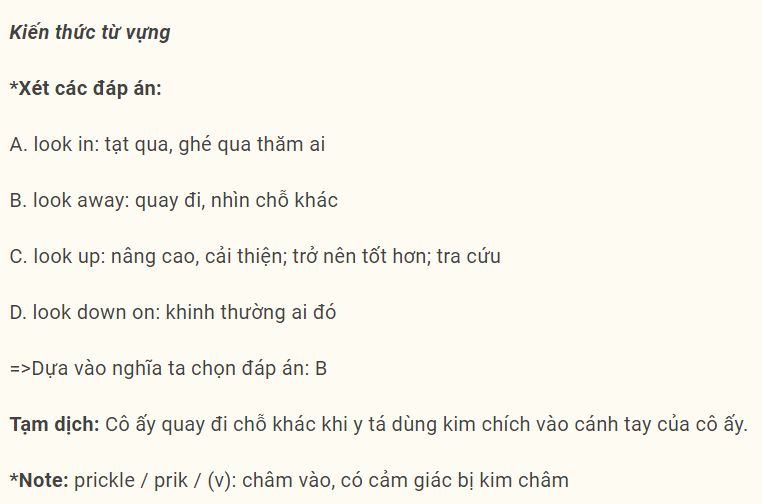 Kiến thức từ vựng
*Xét các đáp án:
A. look in: tạt qua, ghé qua thăm ai
B. look away: quay đi, nhìn chỗ khác
C. look up: nâng cao, cải thiện; trở nên tốt hơn; tra cứu
D. look down on: khinh thường ai đó
=>Dựa vào nghĩa ta chọn đáp án: B
Tạm dịch: Cô ấy quay đi chỗ khác khi y tá dùng kim chích vào cánh tay của cô ấy.
*Note: prickle / prik / (v): châm vào, có cảm giác bị kim châm